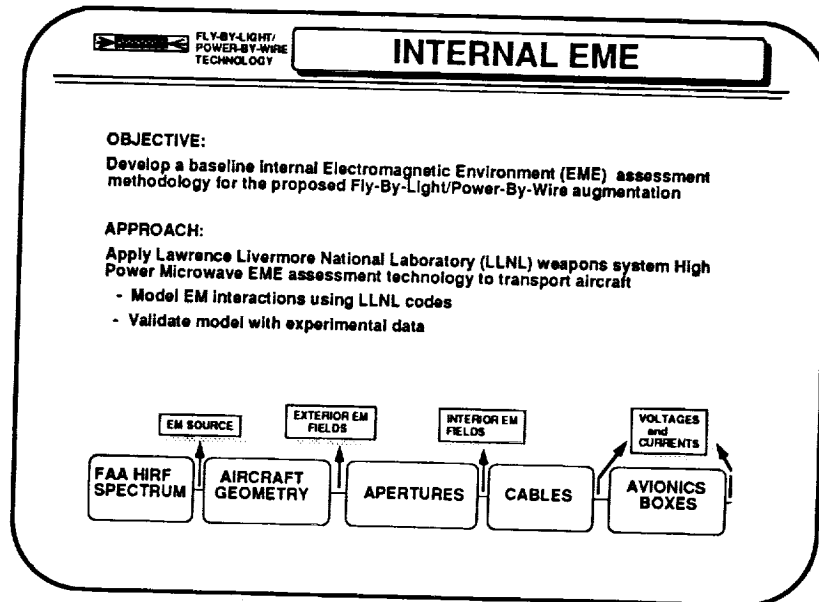 FLY-BY-LIGHT/
POWER-BY-WIRE
TECHNOLOGY
INTERNAL EME
OBJECTIVE:
Develop a baseline internal Electromagnetic Environment (EME) assessment
methodology for the proposed Fly-By-Light/Power-By-Wire augmentation
APPROACH:
Apply Lawrence Livermore National Laboratory (LLNL) weapons system High
Power Microwave EME assessment technology to transport aircraft
- Model EM interactions using LLNL codes
- Validate model with experimental data
EM SOURCE
EXTERIOR EM
FIELDS
INTERIOR EM
FIELDS
VOLTAGES
and
CURRENTS
FAA HIRF
SPECTRUM
AIRCRAFT
GEOMETRY
APERTURES
CABLES
AVIONICS
BOXES